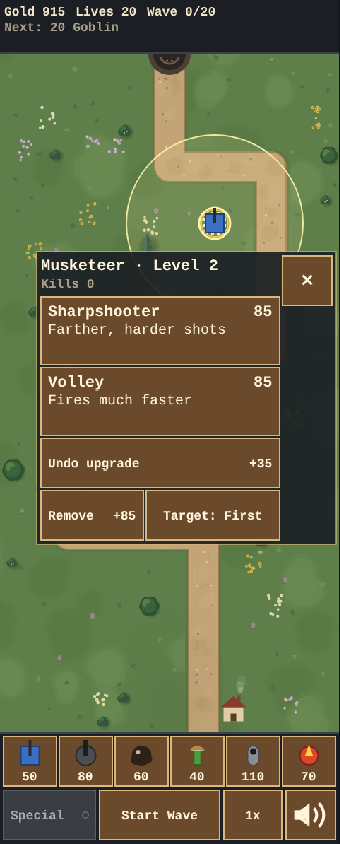 Gold 915 Lives 20 Wave 0/20
Next: 20 Goblin
Musketeer · Level 2
Kills 0
×
Sharpshooter 85
Farther, harder shots
Volley 85
Fires much faster
Undo upgrade +35
Remove +85
Target: First
50 80 60 40 110 70
Special ○
Start Wave
1x